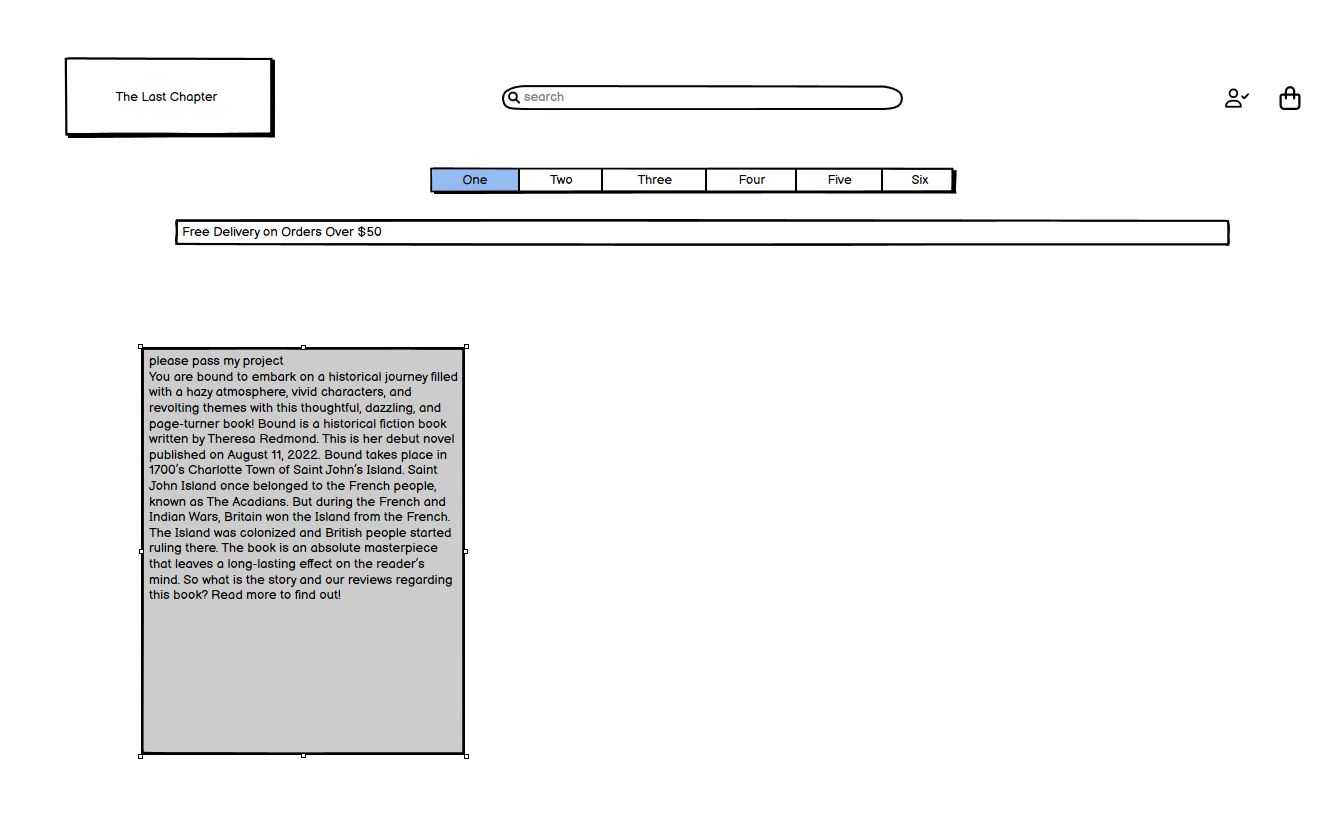 The Last Chapter
search
One Two Three Four Five Six
Free Delivery on Orders Over $50
please pass my project
You are bound to embark on a historical journey filled
with a hazy atmosphere, vivid characters, and
revolting themes with this thoughtful, dazzling, and
page-turner book! Bound is a historical fiction book
written by Theresa Redmond. This is her debut novel
published on August 11, 2022. Bound takes place in
1700's Charlotte Town of Saint John's Island. Saint
John Island once belonged to the French people,
known as The Acadians. But during the French and
Indian Wars, Britain won the Island from the French.
The Island was colonized and British people started
ruling there. The book is an absolute masterpiece
that leaves a long-lasting effect on the reader's
mind. So what is the story and our reviews regarding
this book? Read more to find out!